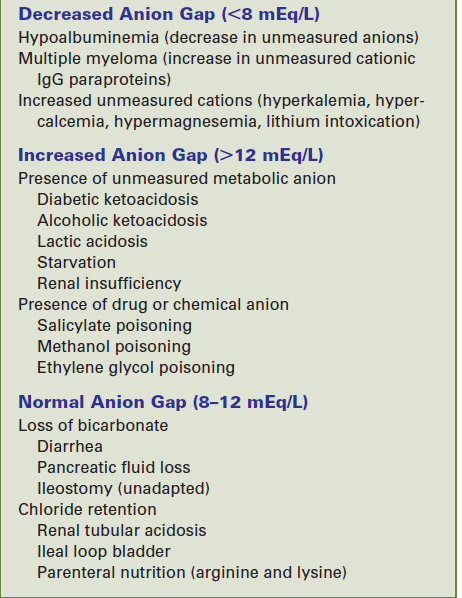 Decreased Anion Gap (<8 mEq/L)
Hypoalbuminemia (decrease in unmeasured anions)
Multiple myeloma (increase in unmeasured cationic
IgG paraproteins)
Increased unmeasured cations (hyperkalemia, hyper-
calcemia, hypermagnesemia, lithium intoxication)
Increased Anion Gap (>12 mEq/L)
Presence of unmeasured metabolic anion
Diabetic ketoacidosis
Alcoholic ketoacidosis
Lactic acidosis
Starvation
Renal insufficiency
Presence of drug or chemical anion
Salicylate poisoning
Methanol poisoning
Ethylene glycol poisoning
Normal Anion Gap (8–12 mEq/L)
Loss of bicarbonate
Diarrhea
Pancreatic fluid loss
Ileostomy (unadapted)
Chloride retention
Renal tubular acidosis
Ileal loop bladder
Parenteral nutrition (arginine and lysine)